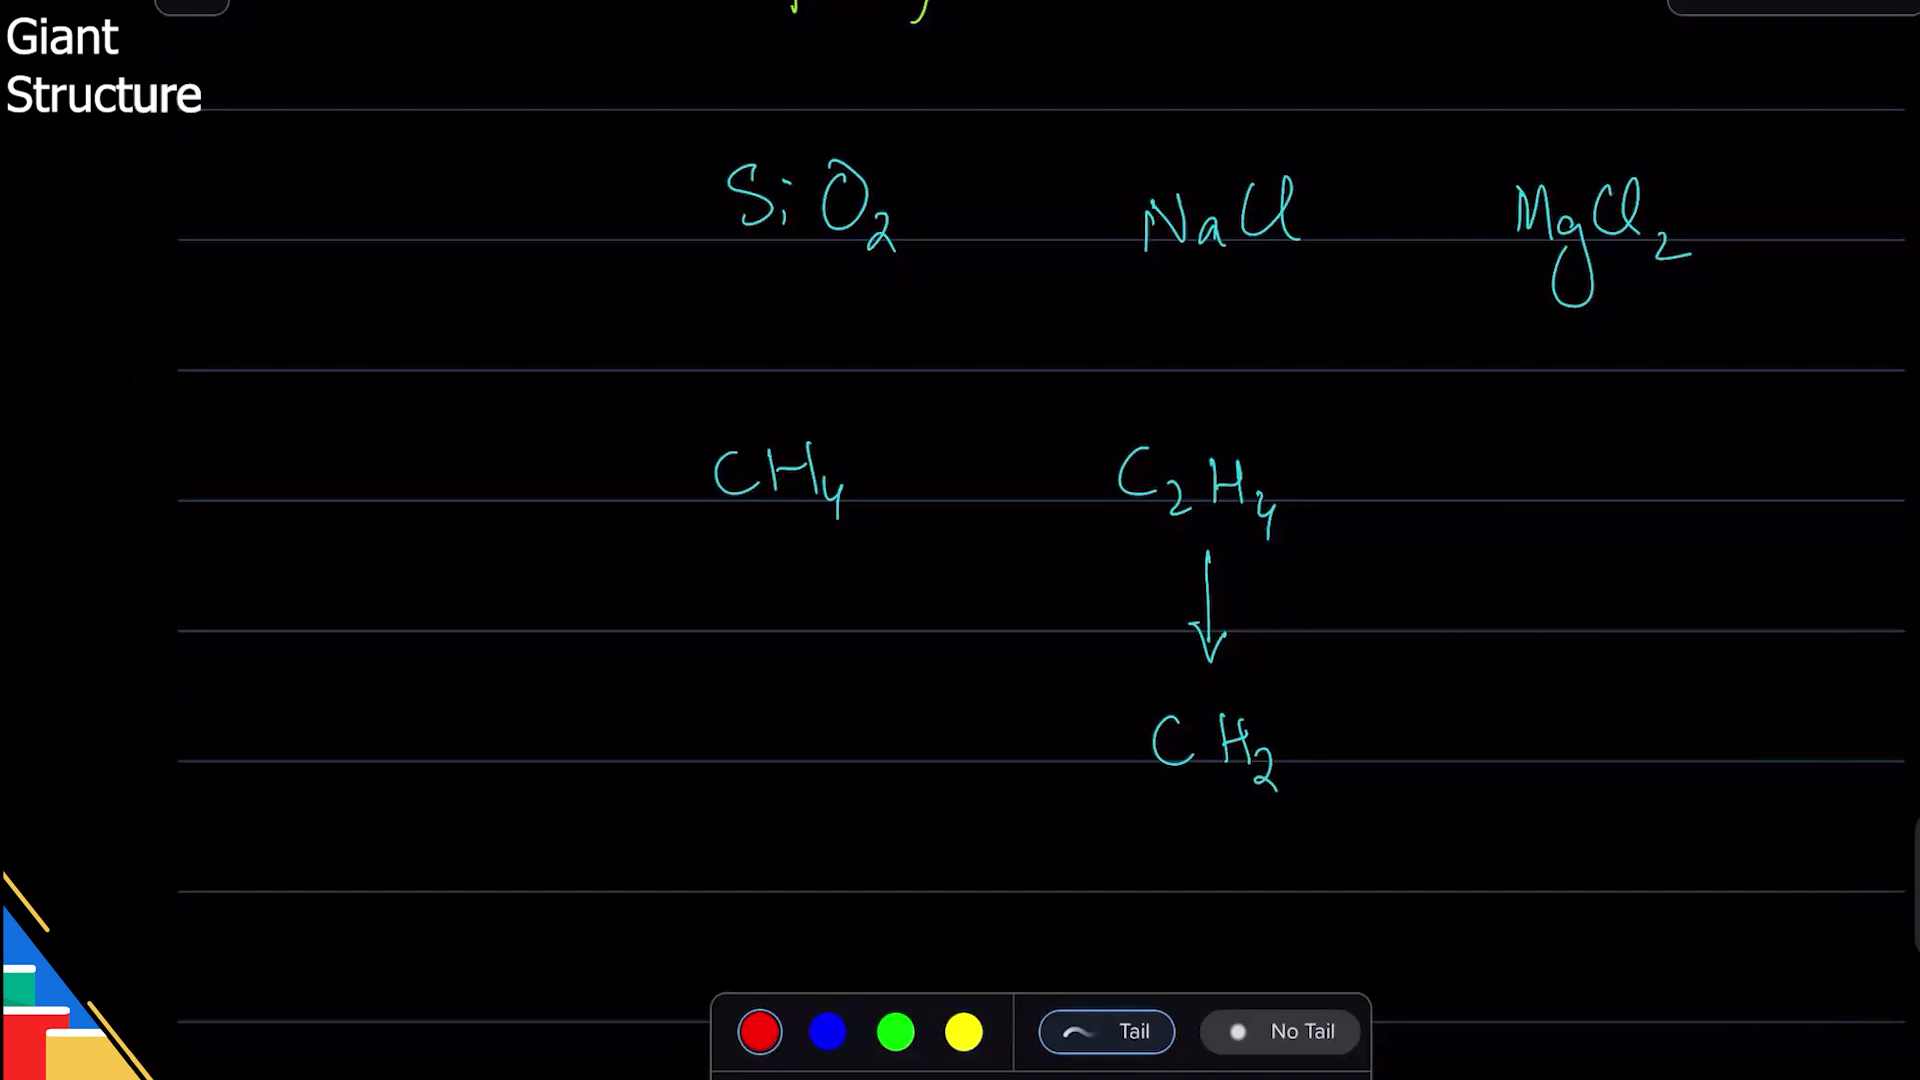 Giant
Structure
SiO₂ NaCl MgCl₂
CH₄ C₂H₄
↓
CH₂
Tail No Tail